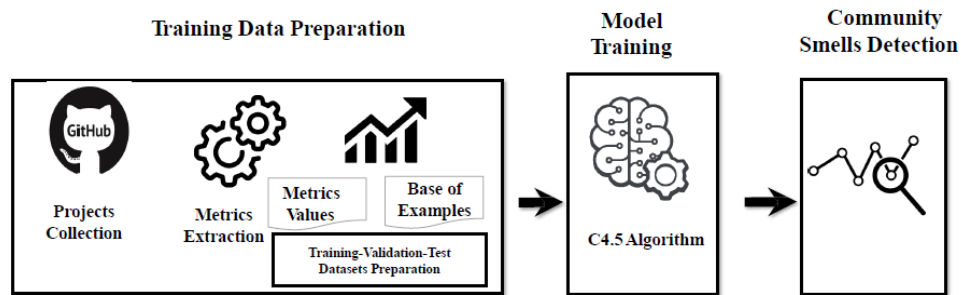 Training Data Preparation
Model
Training
Community
Smells Detection
GitHub
Projects
Collection
Metrics
Extraction
Metrics
Values
Base of
Examples
Training-Validation-Test
Datasets Preparation
C4.5 Algorithm